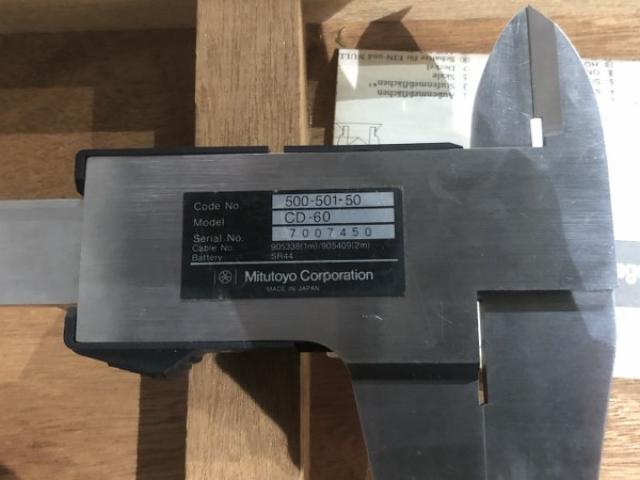 Code No. 500-501-50
Model CD-60
Serial No. 7007450
Cable No. 905338(1m)/905409(2m)
Battery SR44
Mitutoyo Corporation
MADE IN JAPAN